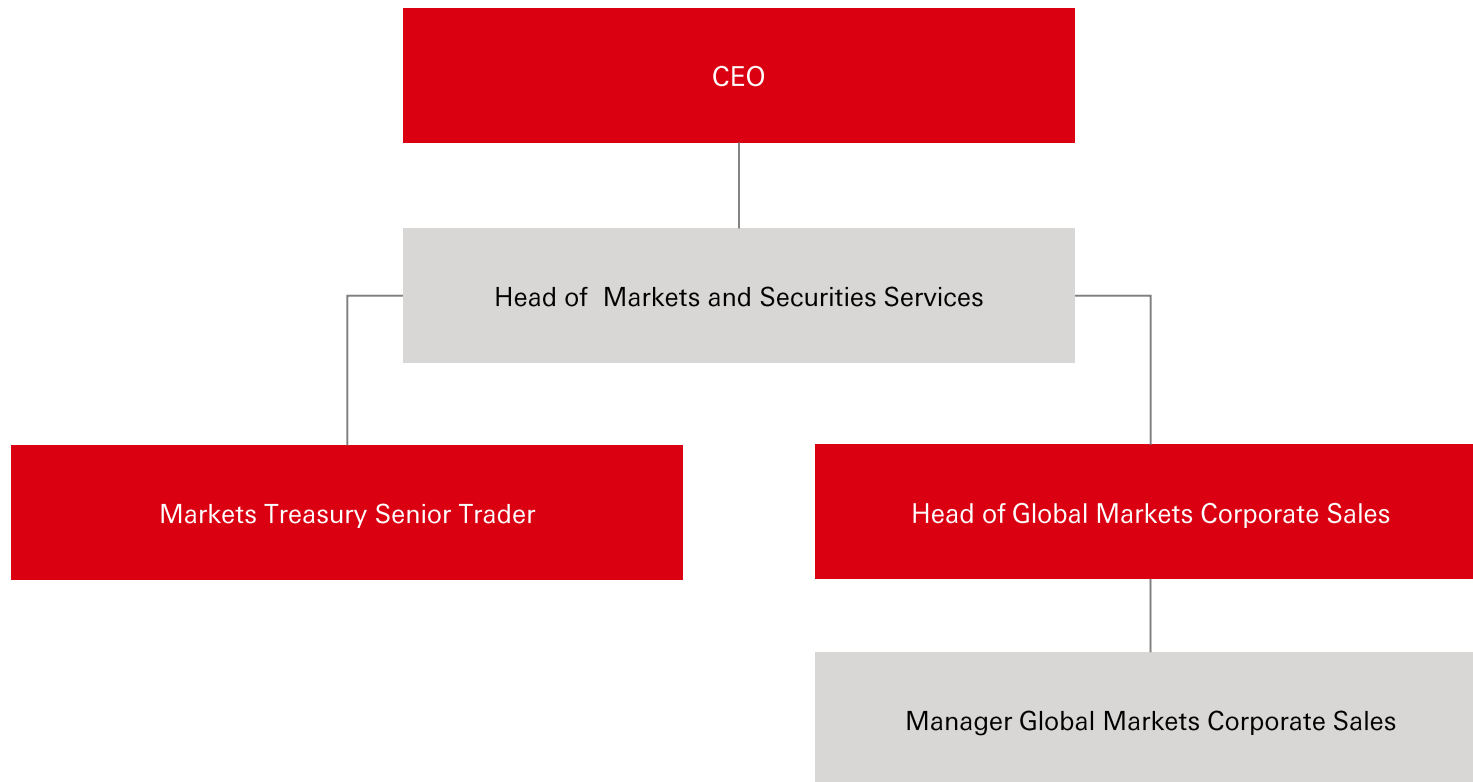 CEO
Head of  Markets and Securities Services
Markets Treasury Senior Trader
Head of Global Markets Corporate Sales
Manager Global Markets Corporate Sales